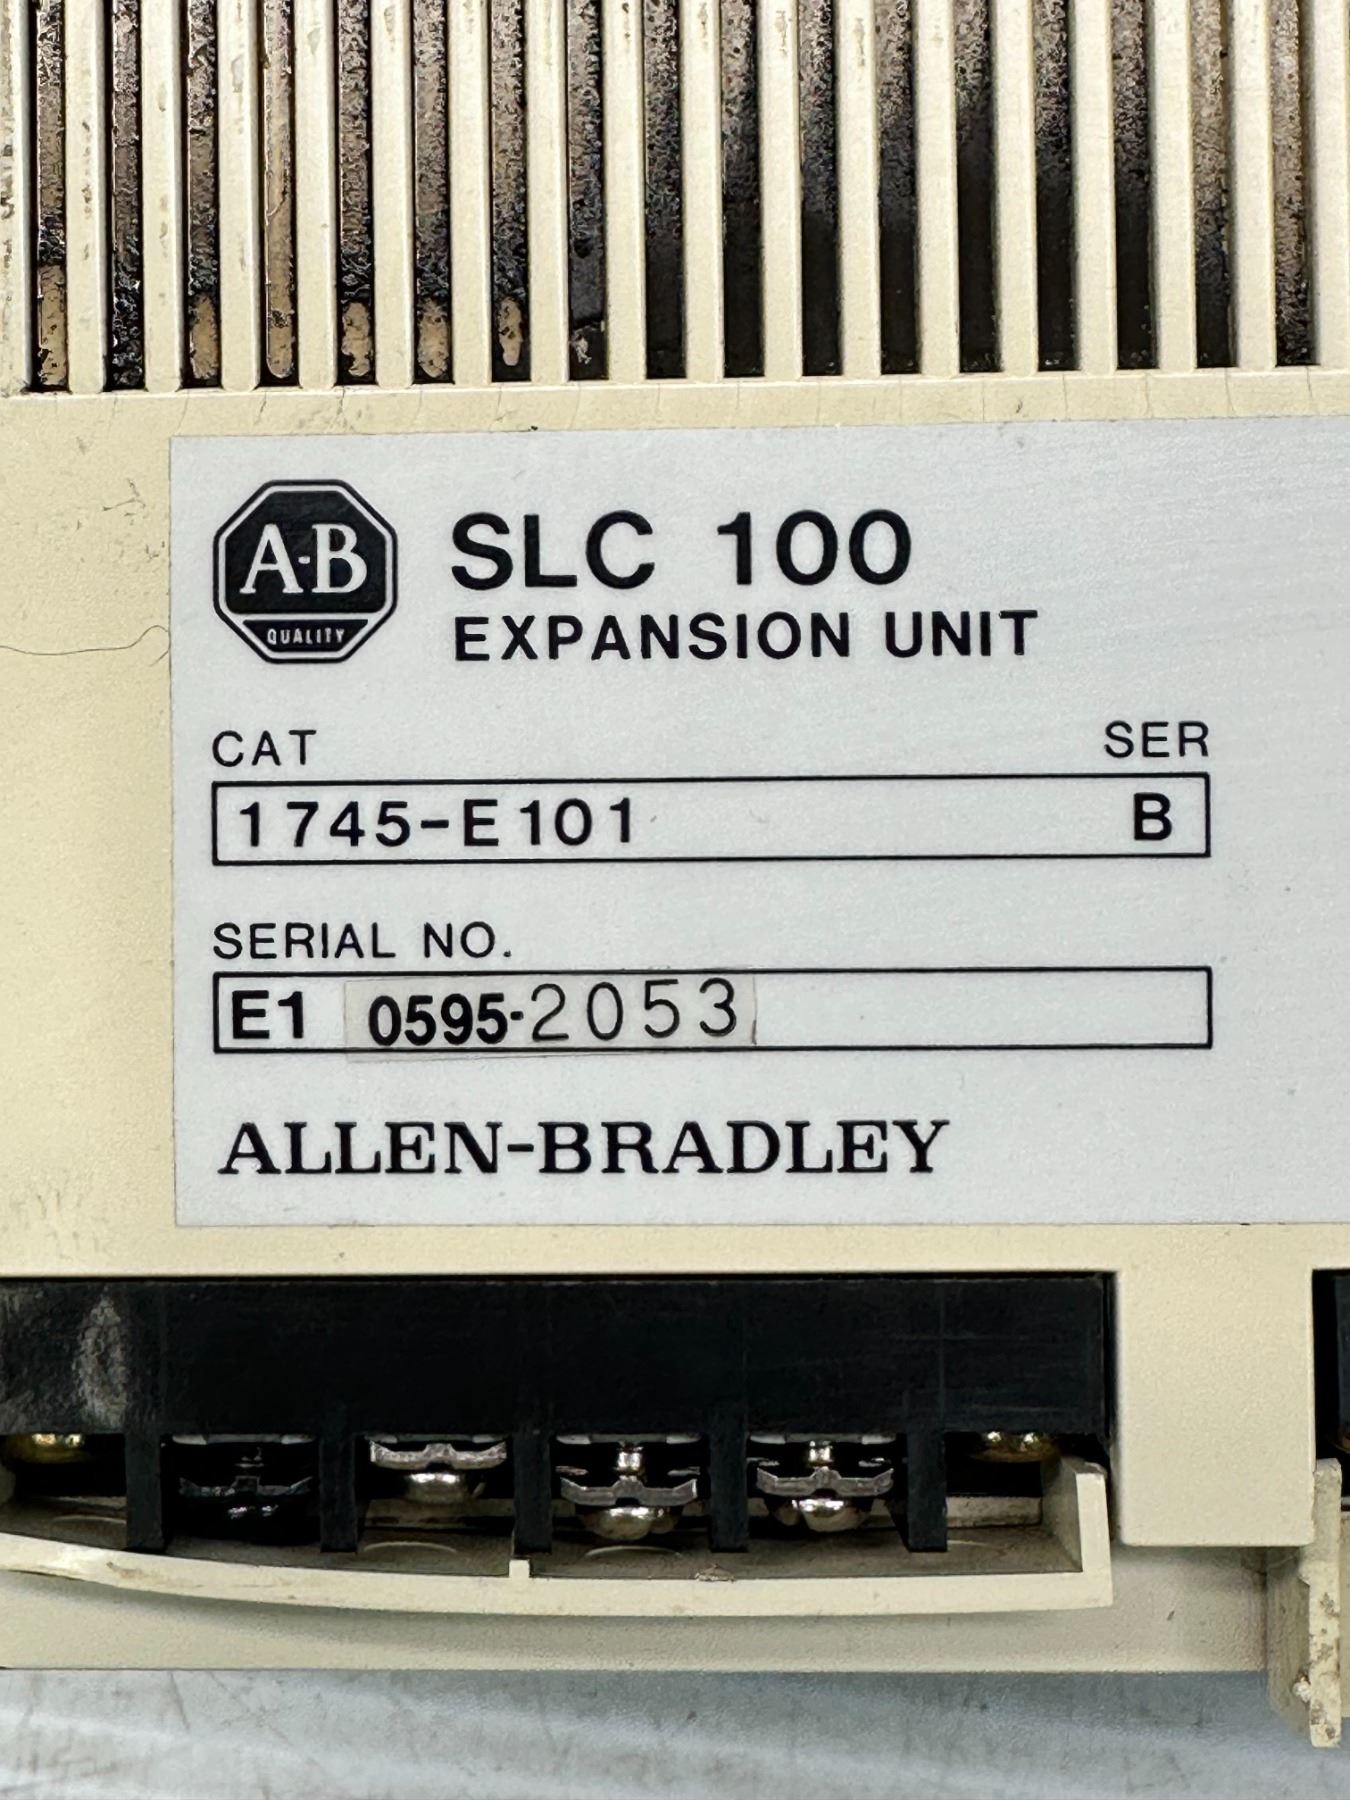 A-B
QUALITY
SLC 100
EXPANSION UNIT
CAT SER
1745-E101 B
SERIAL NO.
E1 0595-2053
ALLEN-BRADLEY